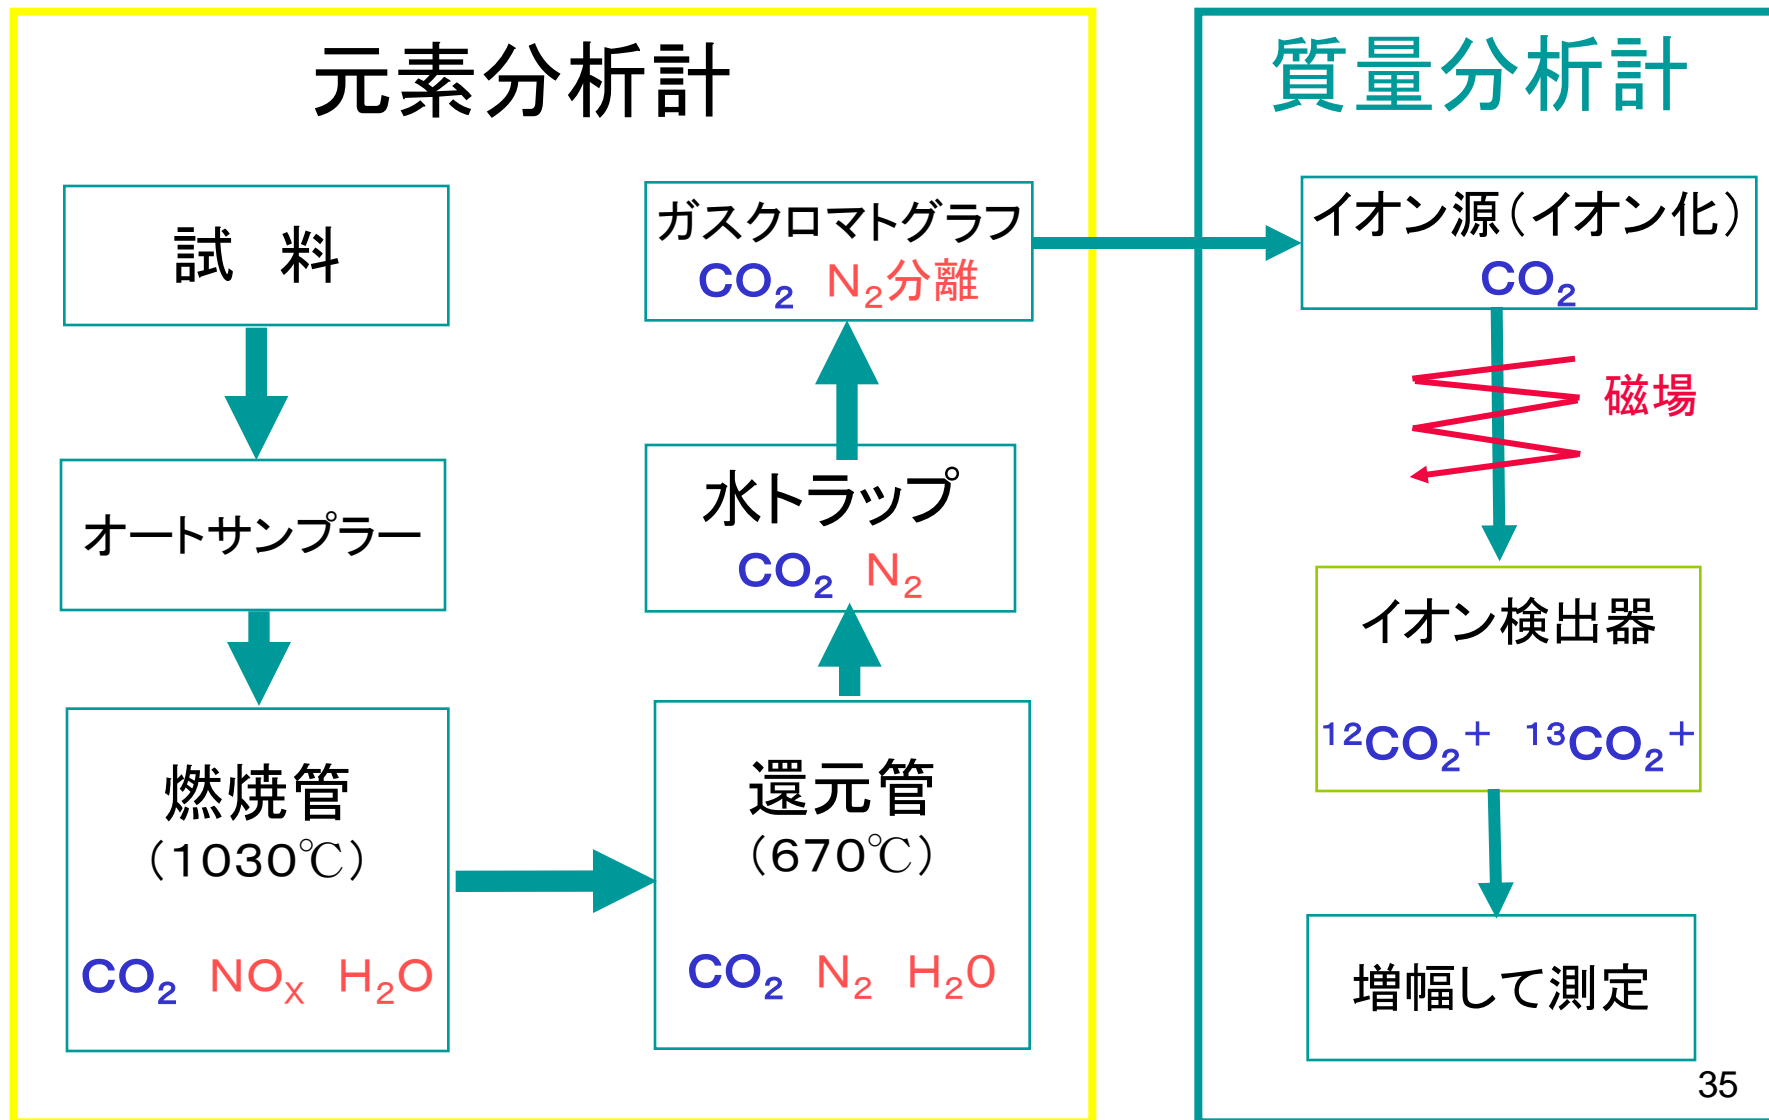 元素分析計
試　料
オートサンプラー
燃焼管
（1030℃）
CO₂ NOₓ H₂O
還元管
（670℃）
CO₂ N₂ H₂0
水トラップ
CO₂ N₂
ガスクロマトグラフ
CO₂ N₂分離
質量分析計
イオン源（イオン化）
CO₂
磁場
イオン検出器
¹²CO₂⁺ ¹³CO₂⁺
増幅して測定
35